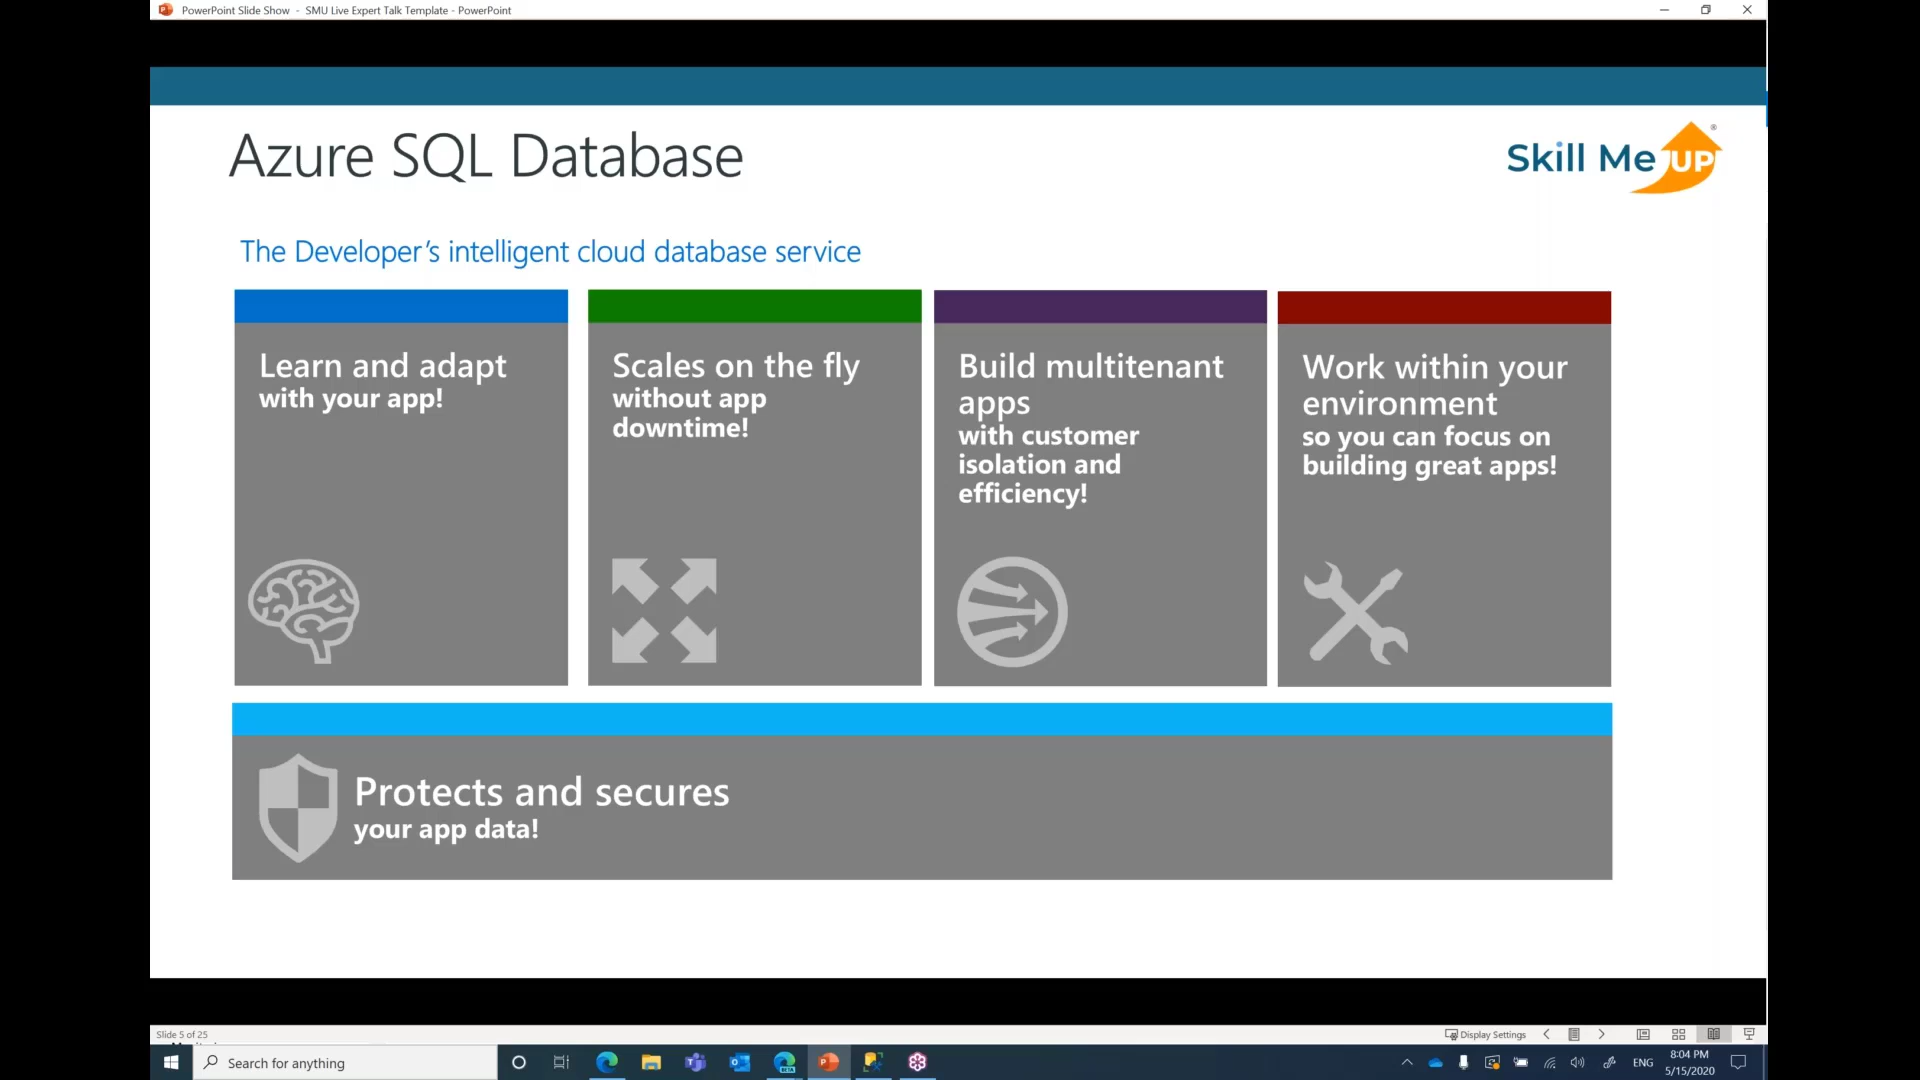 PowerPoint Slide Show - SMU Live Expert Talk Template - PowerPoint
Azure SQL Database
Skill Me UP®
The Developer’s intelligent cloud database service
Learn and adapt
with your app!
Scales on the fly
without app
downtime!
Build multitenant
apps
with customer
isolation and
efficiency!
Work within your
environment
so you can focus on
building great apps!
Protects and secures
your app data!
Slide 5 of 25
Display Settings
Search for anything
BETA
ENG
8:04 PM
5/15/2020